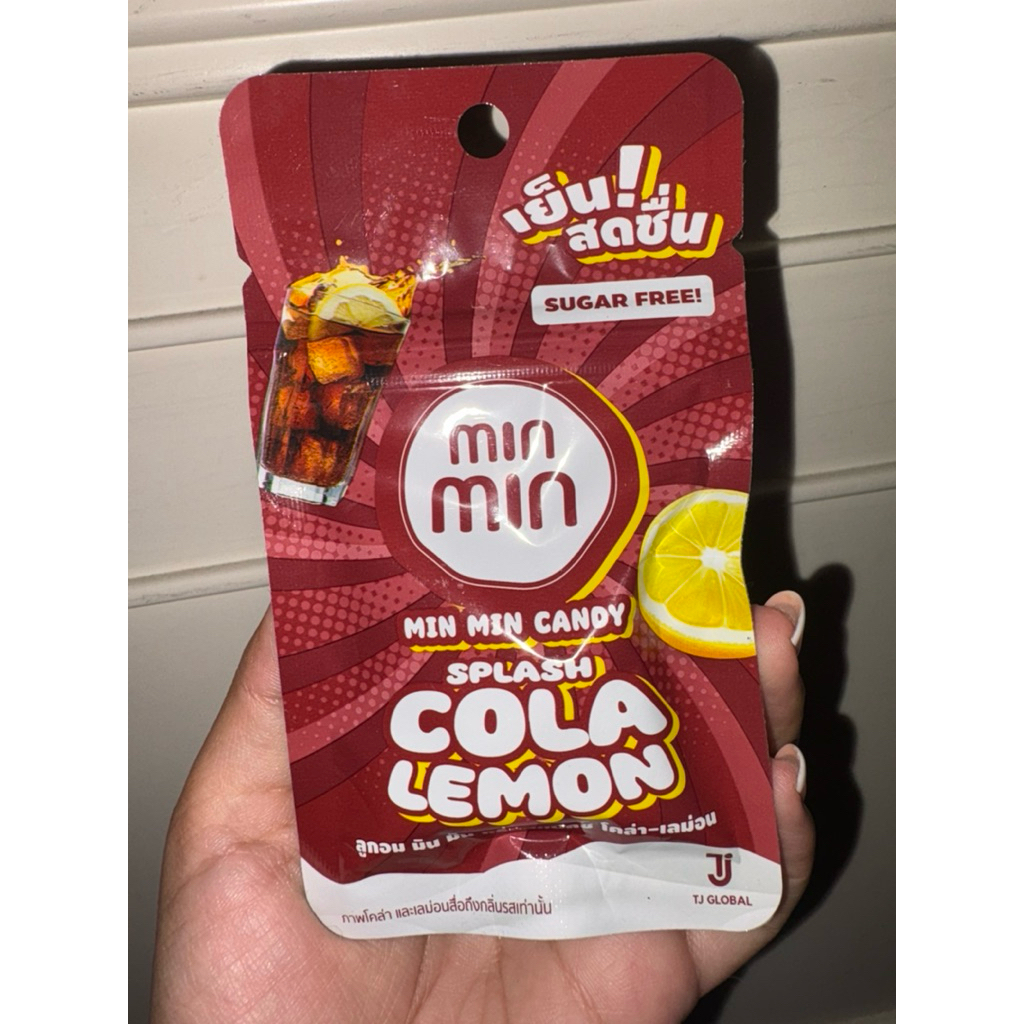 เย็น!
สดชื่น
SUGAR FREE!
min
min
MIN MIN CANDY
SPLASH
COLA
LEMON
ลูกอม มิน มิน โคล่า-เลม่อน
TJ GLOBAL
ภาพโคล่า และเลม่อนสื่อถึงกลิ่นรสเท่านั้น